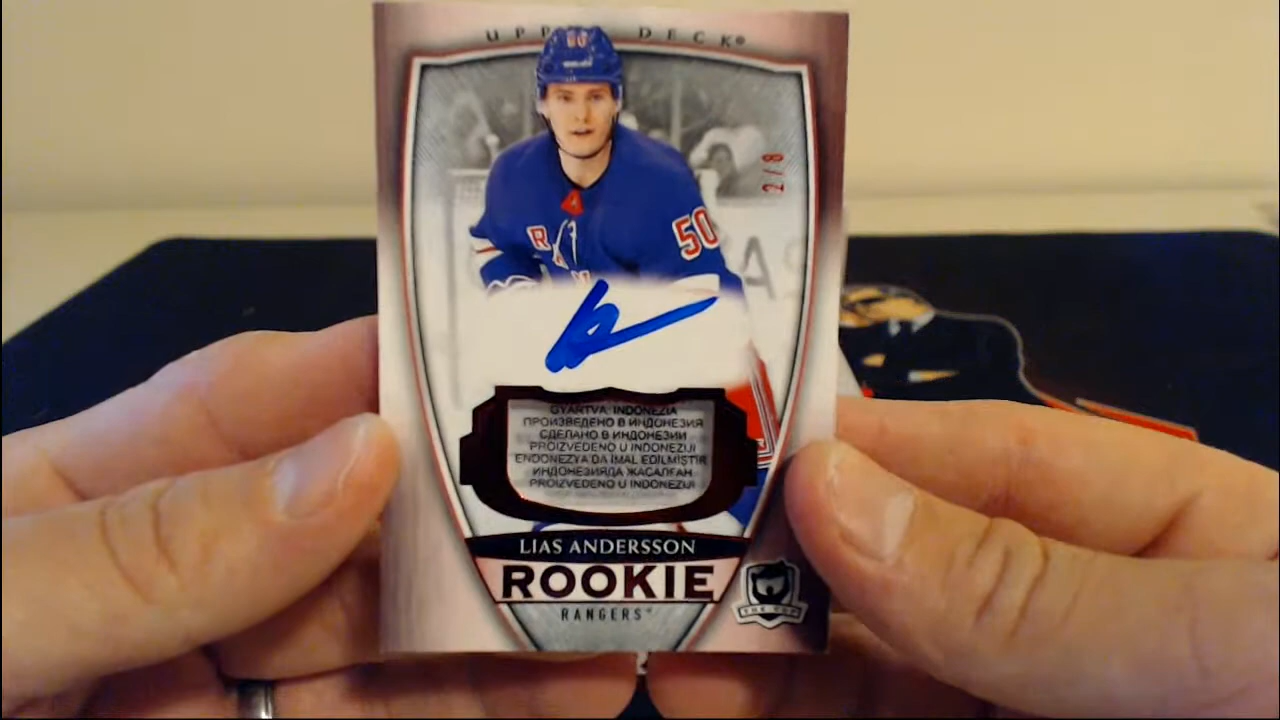 UPPER DECK
50
2/8
A
R
50
GYARTVA: INDONEZIA
ПРОИЗВЕДЕНО В ИНДОНЕЗИЯ
СДЕЛАНО В ИНДОНЕЗИИ
PROIZVEDENO U INDONEZIJI
ENDONEZYA DA IMAL EDILMISTIR
ИНДОНЕЗИЯДА ЖАСАЛҒАН
PROIZVEDENO U INDONEZIJI
LIAS ANDERSSON
ROOKIE
RANGERS
THE CUP